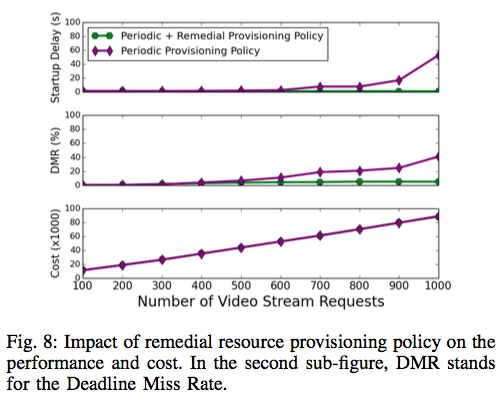 Startup Delay (s)
100
80
60
40
20
0
Periodic + Remedial Provisioning Policy
Periodic Provisioning Policy
DMR (%)
100
80
60
40
20
0
Cost (x1000)
100
80
60
40
20
0
100 200 300 400 500 600 700 800 900 1000
Number of Video Stream Requests
Fig. 8: Impact of remedial resource provisioning policy on the
performance and cost. In the second sub-figure, DMR stands
for the Deadline Miss Rate.